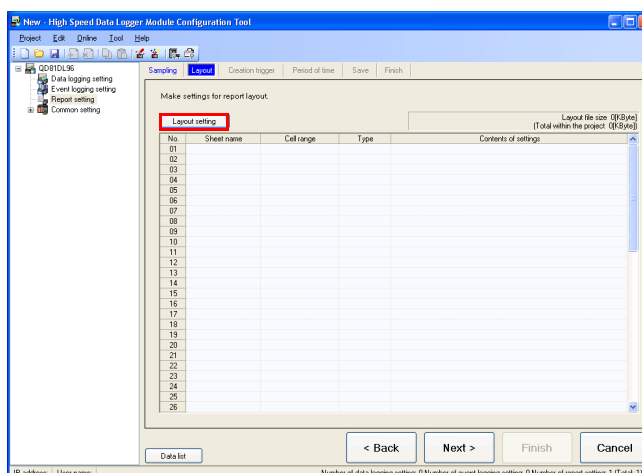 New - High Speed Data Logger Module Configuration Tool
Project Edit Online Tool Help
QD81DL96
Data logging setting
Event logging setting
Report setting
Common setting
Sampling Layout Creation trigger Period of time Save Finish
Make settings for report layout.
Layout setting
Layout file size 0[KByte]
(Total within the project 0[KByte])
No. Sheet name Cell range Type Contents of settings
01
02
03
04
05
06
07
08
09
10
11
12
13
14
15
16
17
18
19
20
21
22
23
24
25
26
Data list
< Back Next > Finish Cancel
IP address: User name: Number of data logging setting: 0 Number of event logging setting: 0 Number of report setting: 1 (Total: 1)